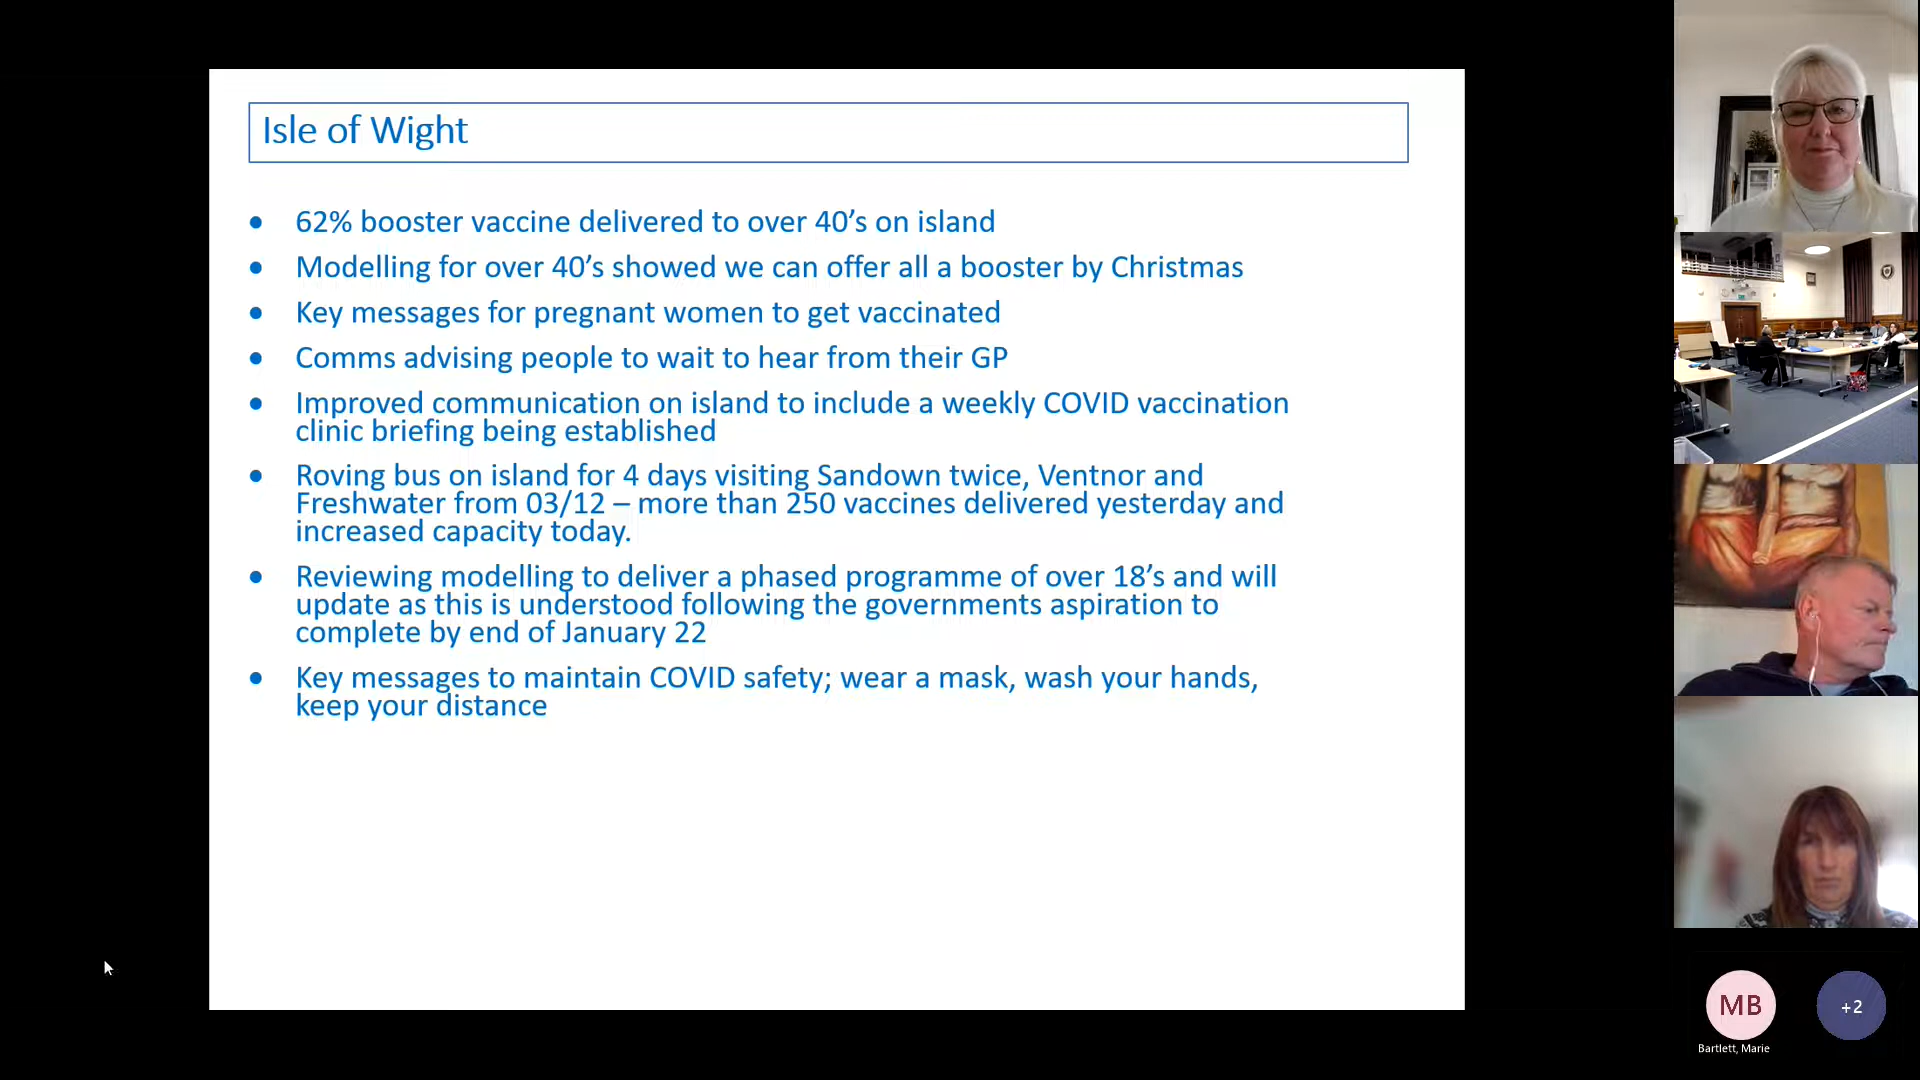 Isle of Wight
• 62% booster vaccine delivered to over 40’s on island
• Modelling for over 40’s showed we can offer all a booster by Christmas
• Key messages for pregnant women to get vaccinated
• Comms advising people to wait to hear from their GP
• Improved communication on island to include a weekly COVID vaccination
clinic briefing being established
• Roving bus on island for 4 days visiting Sandown twice, Ventnor and
Freshwater from 03/12 – more than 250 vaccines delivered yesterday and
increased capacity today.
• Reviewing modelling to deliver a phased programme of over 18’s and will
update as this is understood following the governments aspiration to
complete by end of January 22
• Key messages to maintain COVID safety; wear a mask, wash your hands,
keep your distance
MB
+2
Bartlett, Marie